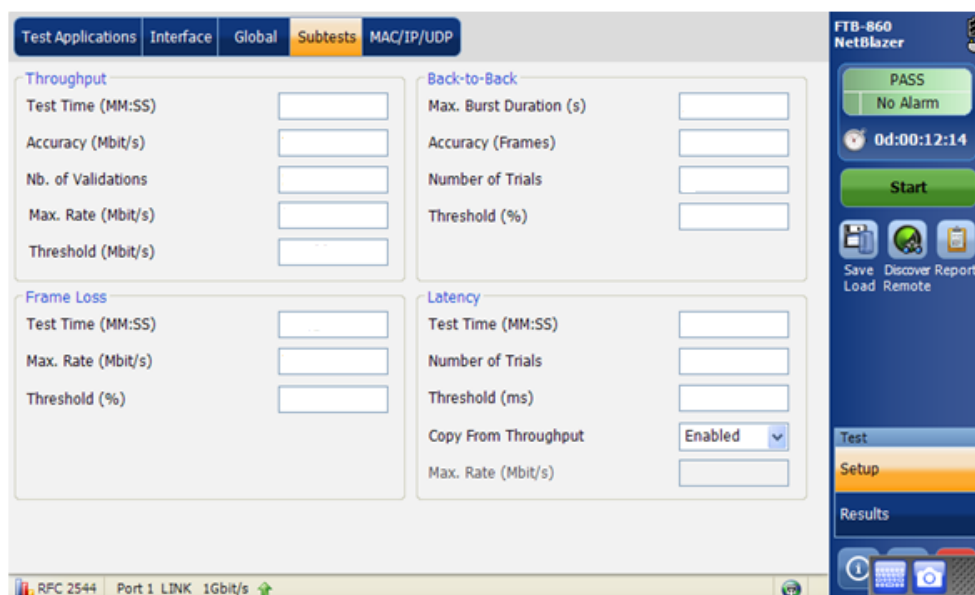 Test Applications Interface Global Subtests MAC/IP/UDP
Throughput
Test Time (MM:SS)
Accuracy (Mbit/s)
Nb. of Validations
Max. Rate (Mbit/s)
Threshold (Mbit/s)
Back-to-Back
Max. Burst Duration (s)
Accuracy (Frames)
Number of Trials
Threshold (%)
Frame Loss
Test Time (MM:SS)
Max. Rate (Mbit/s)
Threshold (%)
Latency
Test Time (MM:SS)
Number of Trials
Threshold (ms)
Copy From Throughput Enabled
Max. Rate (Mbit/s)
RFC 2544 Port 1 LINK 1Gbit/s
FTB-860
NetBlazer
PASS
No Alarm
0d:00:12:14
Start
Save Discover Report
Load Remote
Test
Setup
Results